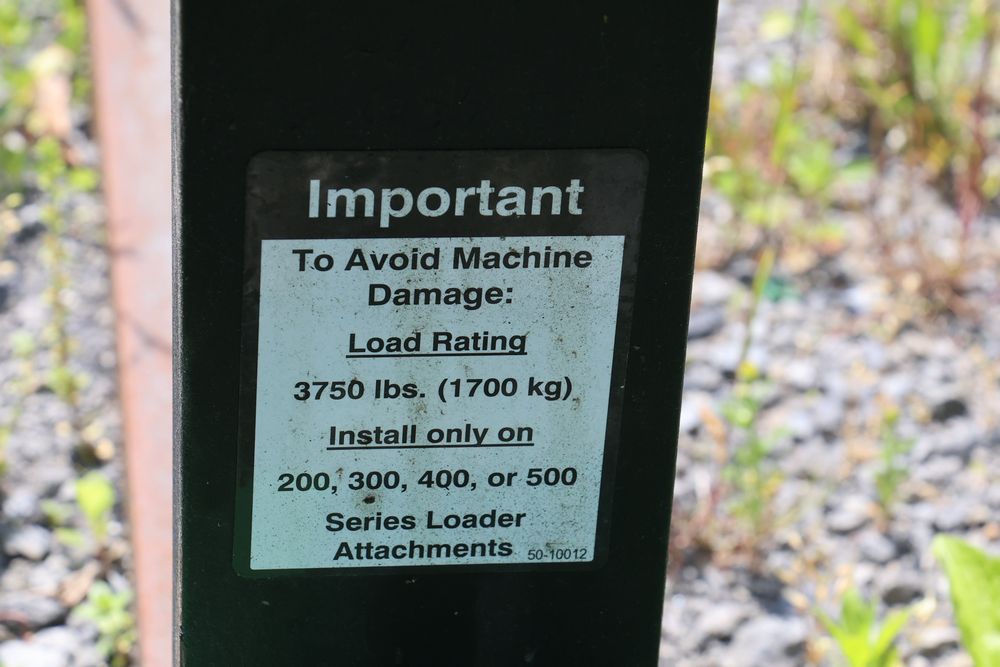 Important
To Avoid Machine
Damage:
Load Rating
3750 lbs. (1700 kg)
Install only on
200, 300, 400, or 500
Series Loader
Attachments 50-10012